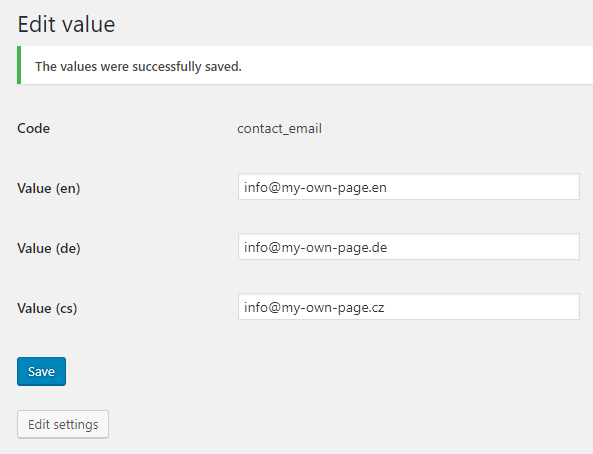 Edit value
The values were successfully saved.
Code contact_email
Value (en) info@my-own-page.en
Value (de) info@my-own-page.de
Value (cs) info@my-own-page.cz
Save
Edit settings